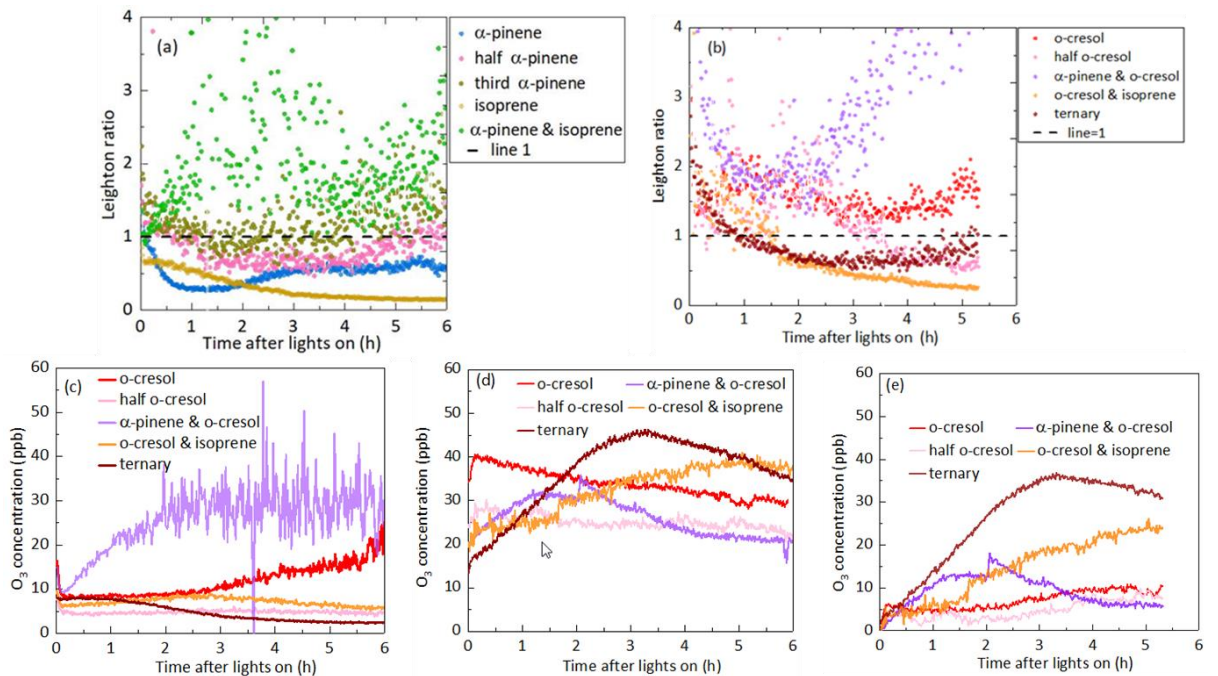 (a)
α-pinene
half α-pinene
third α-pinene
isoprene
α-pinene & isoprene
line 1
Leighton ratio
4
3
2
1
0
0 1 2 3 4 5 6
Time after lights on (h)
(b)
o-cresol
half o-cresol
α-pinene & o-cresol
o-cresol & isoprene
ternary
line=1
Leighton ratio
4
3
2
1
0
0 1 2 3 4 5 6
Time after lights on (h)
(c)
o-cresol
half o-cresol
α-pinene & o-cresol
o-cresol & isoprene
ternary
O₃ concentration (ppb)
60
50
40
30
20
10
0
0 1 2 3 4 5 6
Time after lights on (h)
(d)
o-cresol α-pinene & o-cresol
half o-cresol o-cresol & isoprene
ternary
O₃ concentration (ppb)
60
50
40
30
20
10
0
0 1 2 3 4 5 6
Time after lights on (h)
(e)
o-cresol α-pinene & o-cresol
half o-cresol o-cresol & isoprene
ternary
O₃ concentration (ppb)
60
50
40
30
20
10
0
0 1 2 3 4 5 6
Time after lights on (h)